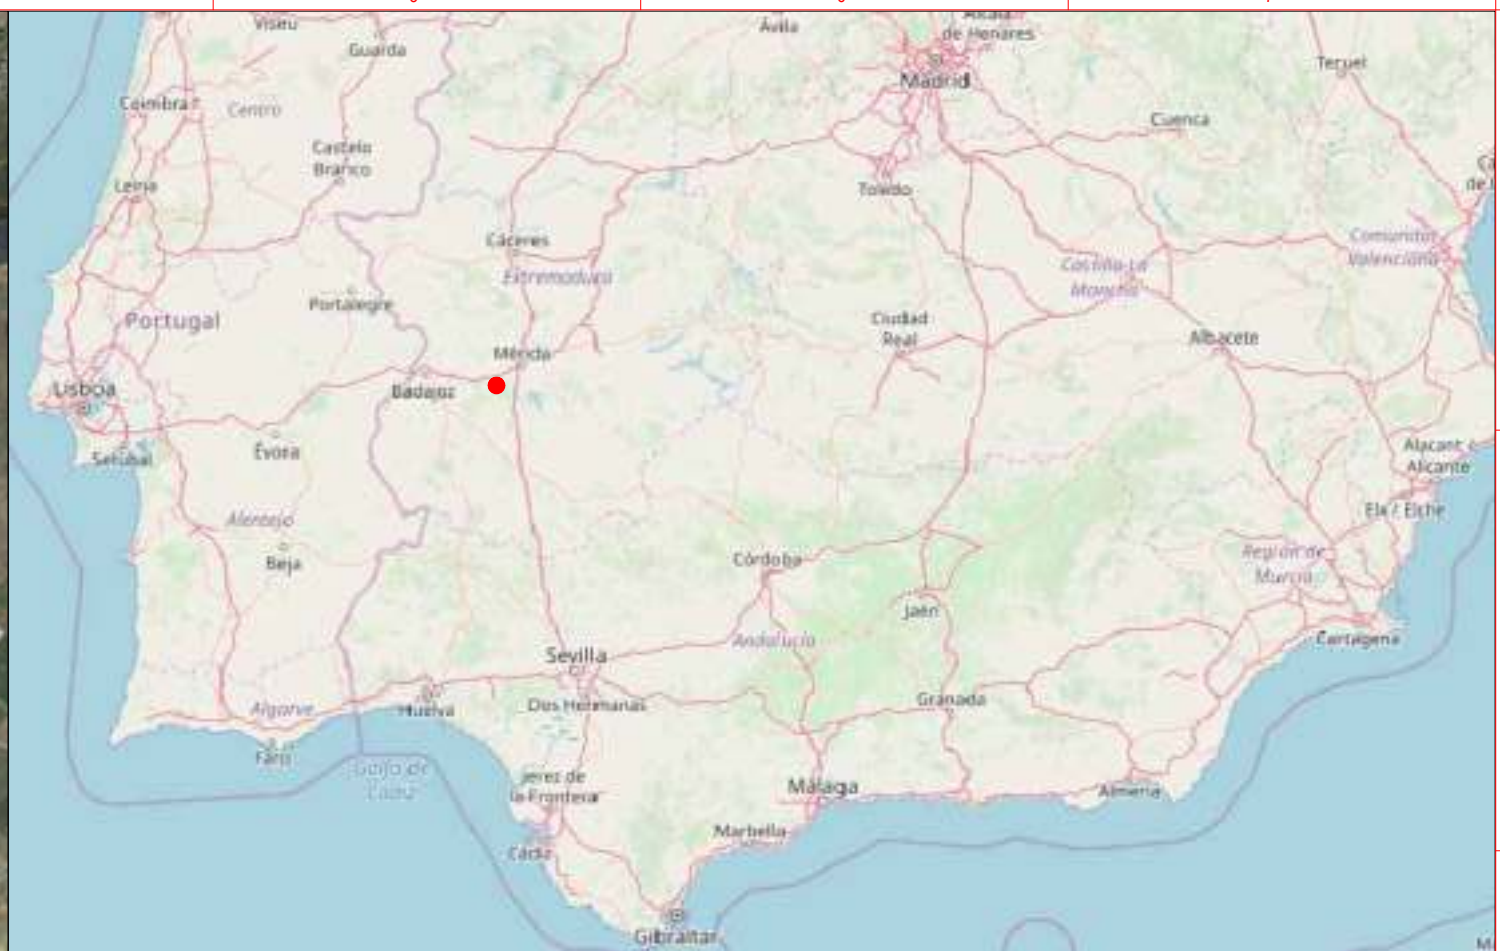 Viseu
Guarda
Ávila
Alcalá
de Henares
Madrid
Teruel
Coimbra
Centro
Cuenca
Castelo
Branco
Leiria
Toledo
Cáceres
Extremadura
Comunitat
Valenciana
Castilla-La
Mancha
Portalegre
Portugal
Ciudad
Real
Albacete
Mérida
Lisboa
Badajoz
Setúbal
Évora
Alacant /
Alicante
Elx / Elche
Alentejo
Beja
Córdoba
Región de
Murcia
Jaén
Cartagena
Andalucía
Sevilla
Granada
Algarve
Huelva
Dos Hermanas
Faro
Golfo de
Cádiz
Jerez de
la Frontera
Málaga
Almería
Marbella
Cádiz
Gibraltar